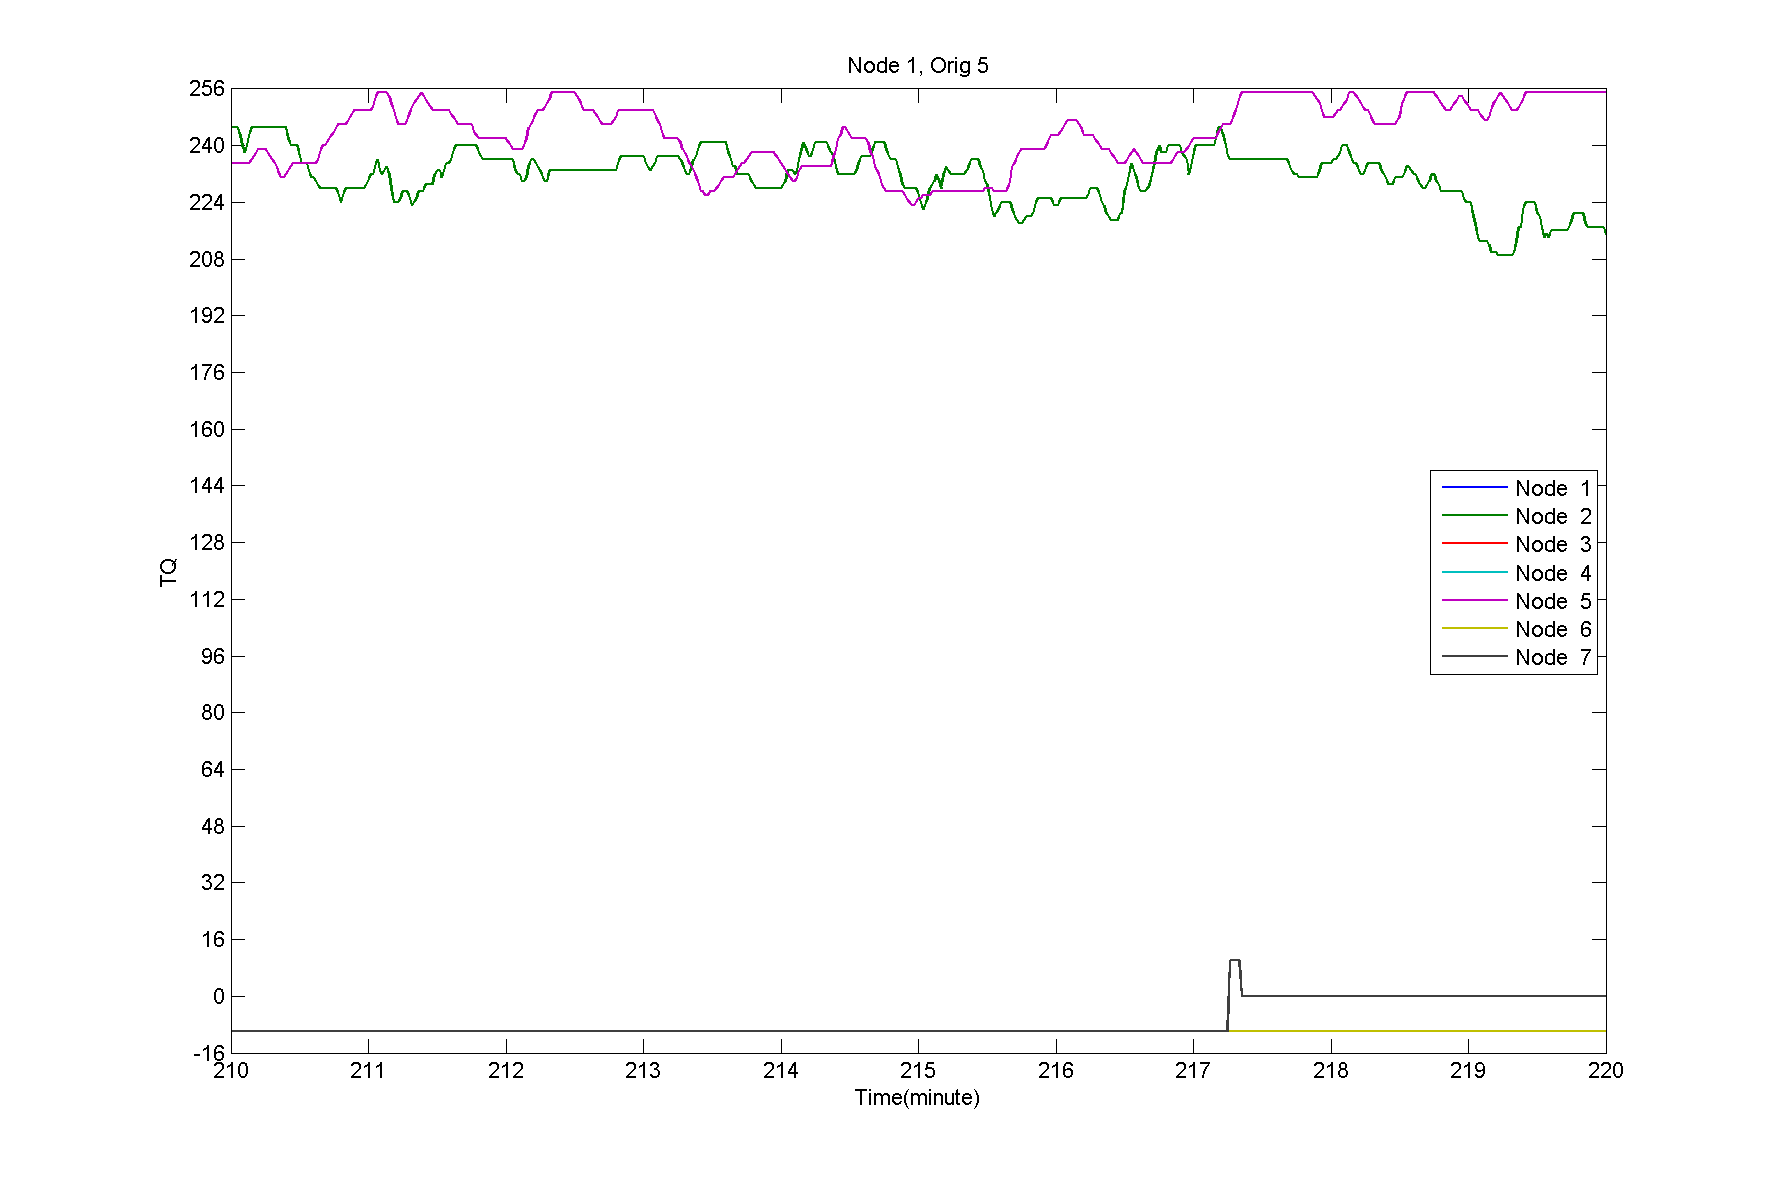 Node 1, Orig 5
256
240
224
208
192
176
160
144
128
112
96
80
64
48
32
16
0
-16
TQ
Node 1
Node 2
Node 3
Node 4
Node 5
Node 6
Node 7
210 211 212 213 214 215 216 217 218 219 220
Time(minute)